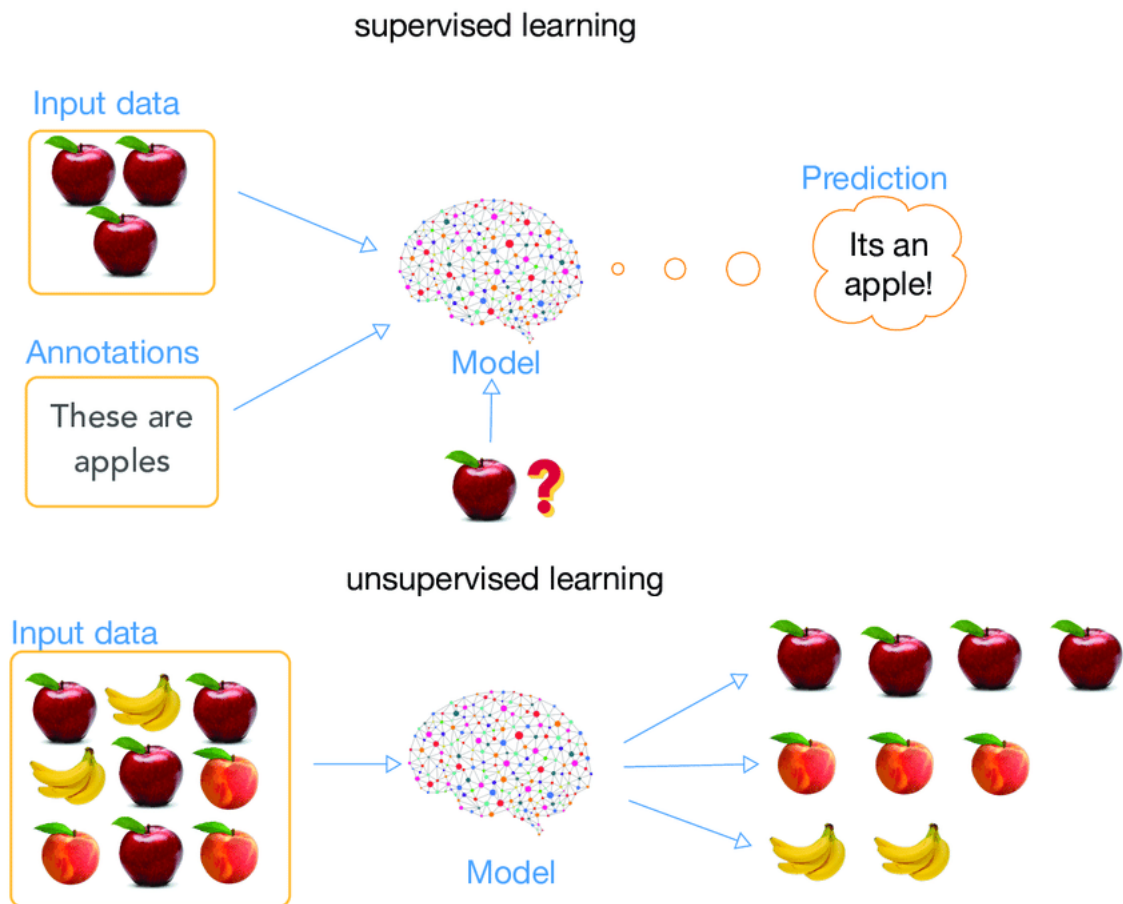 supervised learning
Input data
Prediction
Its an
apple!
Annotations
These are
apples
Model
?
unsupervised learning
Input data
Model